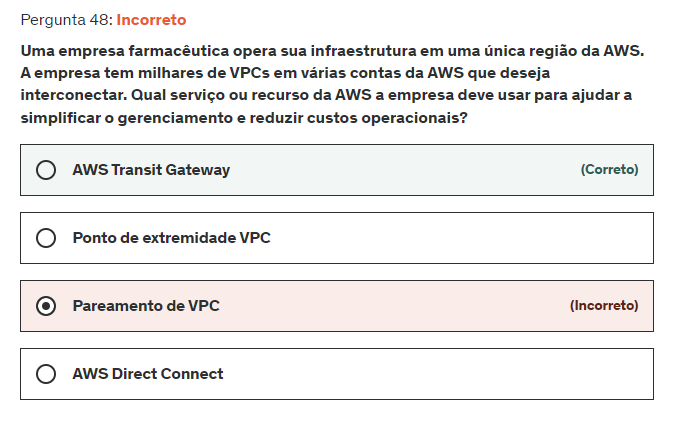 Pergunta 48: Incorreto
Uma empresa farmacêutica opera sua infraestrutura em uma única região da AWS.
A empresa tem milhares de VPCs em várias contas da AWS que deseja
interconectar. Qual serviço ou recurso da AWS a empresa deve usar para ajudar a
simplificar o gerenciamento e reduzir custos operacionais?
AWS Transit Gateway (Correto)
Ponto de extremidade VPC
Pareamento de VPC (Incorreto)
AWS Direct Connect